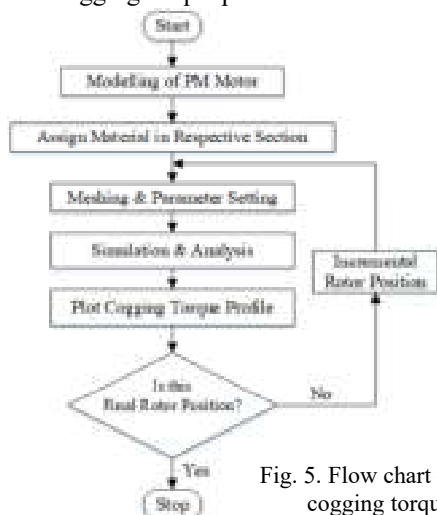 Start
Modelling of PM Motor
Assign Material in Respective Section
Meshing & Parameter Setting
Simulation & Analysis
Incremental
Rotor Position
Plot Cogging Torque Profile
Is this
Final Rotor Position?
No
Yes
Stop
Fig. 5. Flow chart
cogging torqu